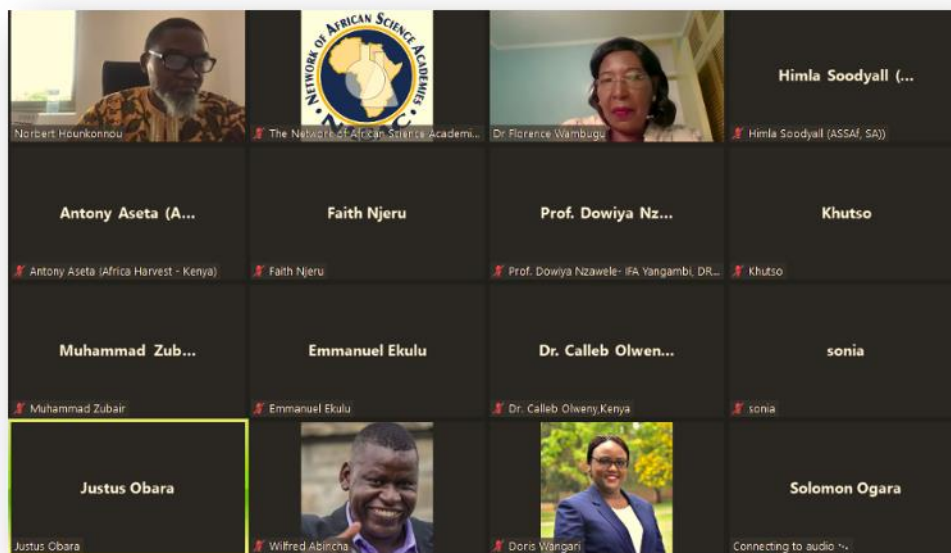 NETWORK OF AFRICAN SCIENCE ACADEMIES
Himla Soodyall (...
Norbert Hounkonnou
The Network of African Science Academi...
Dr Florence Wambugu
Himla Soodyall (ASSAf, SA))
Antony Aseta (A...
Faith Njeru
Prof. Dowiya Nz...
Khutso
Antony Aseta (Africa Harvest - Kenya)
Faith Njeru
Prof. Dowiya Nzawele- IFA Yangambi, DR...
Khutso
Muhammad Zub...
Emmanuel Ekulu
Dr. Calleb Olwen...
sonia
Muhammad Zubair
Emmanuel Ekulu
Dr. Calleb Olweny,Kenya
sonia
Justus Obara
Solomon Ogara
Justus Obara
Wilfred Abincha
Doris Wangari
Connecting to audio